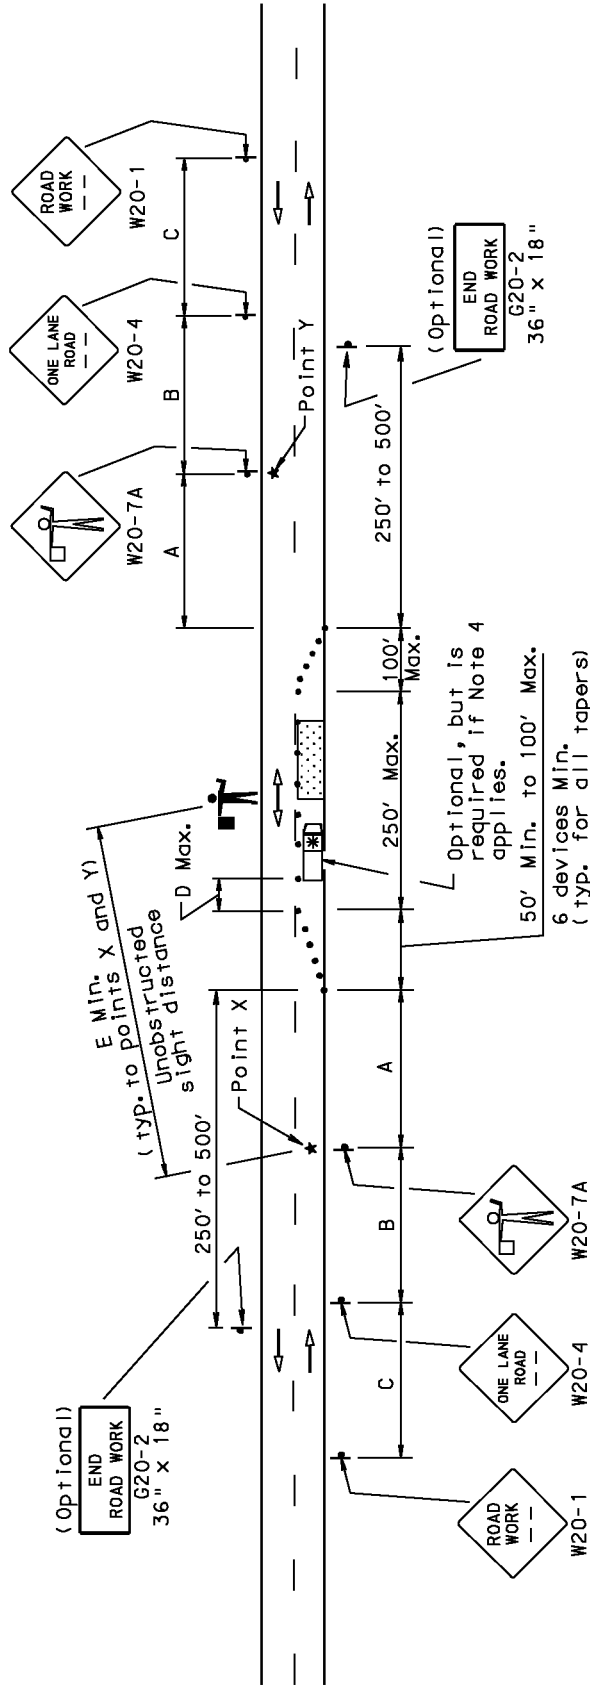 (Optional)
END
ROAD WORK
G20-2
36" x 18"
250' to 500'
E Min.
(typ. to Points X and Y)
Unobstructed
sight distance
Point X
D Max.
W20-7A
ONE LANE
ROAD
W20-4
ROAD
WORK
W20-1
A
B
C
Point Y
ROAD
WORK
W20-1
ONE LANE
ROAD
W20-4
W20-7A
C
B
A
50' Min. to 100' Max.
6 devices Min.
(typ. for all tapers)
250' Max.
Optional, but is
required if Note 4
applies.
100'
Max.
250' to 500'
(Optional)
END
ROAD WORK
G20-2
36" x 18"